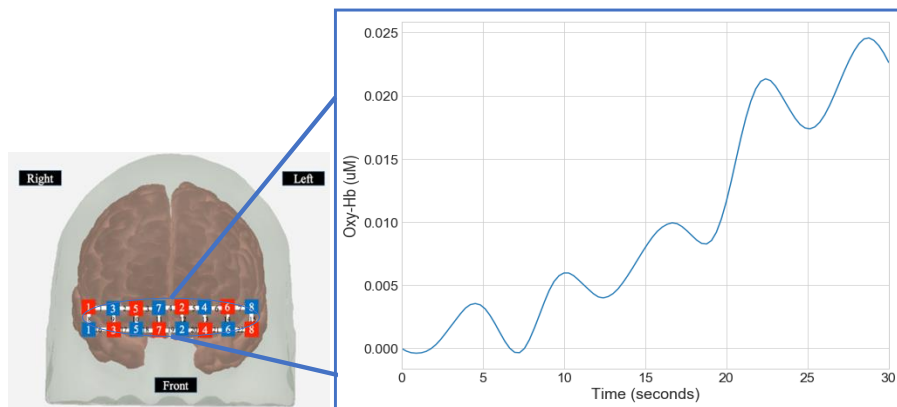 Right
Left
1 3 5 7 2 4 6 8
1 3 5 7 2 4 6 8
Front
Oxy-Hb (uM)
0.025
0.020
0.015
0.010
0.005
0.000
0 5 10 15 20 25 30
Time (seconds)